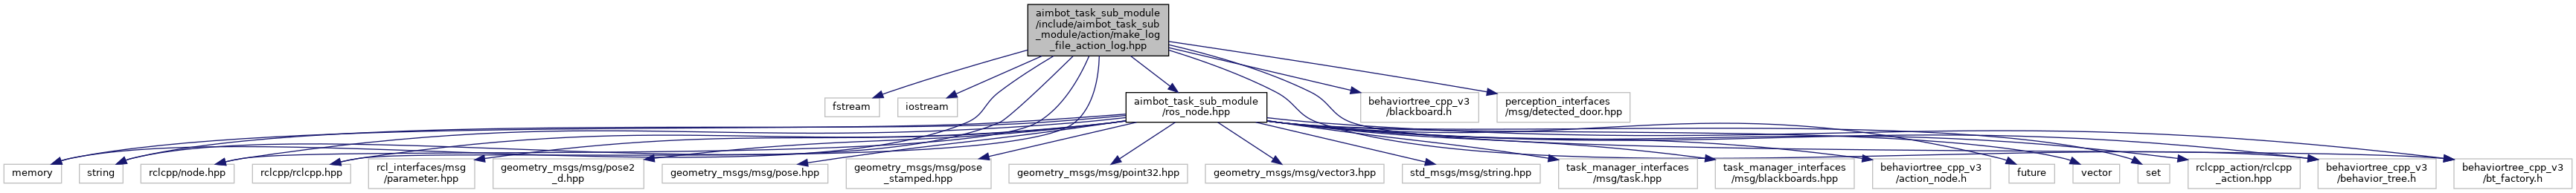 aimbot_task_sub_module
/include/aimbot_task_sub
_module/action/make_log
_file_action_log.hpp
fstream
iostream
aimbot_task_sub_module
/ros_node.hpp
behaviortree_cpp_v3
/blackboard.h
perception_interfaces
/msg/detected_door.hpp
memory
string
rclcpp/node.hpp
rclcpp/rclcpp.hpp
rcl_interfaces/msg
/parameter.hpp
geometry_msgs/msg/pose2
_d.hpp
geometry_msgs/msg/pose.hpp
geometry_msgs/msg/pose
_stamped.hpp
geometry_msgs/msg/point32.hpp
geometry_msgs/msg/vector3.hpp
std_msgs/msg/string.hpp
task_manager_interfaces
/msg/task.hpp
task_manager_interfaces
/msg/blackboards.hpp
behaviortree_cpp_v3
/action_node.h
future
vector
set
rclcpp_action/rclcpp
_action.hpp
behaviortree_cpp_v3
/behavior_tree.h
behaviortree_cpp_v3
/bt_factory.h